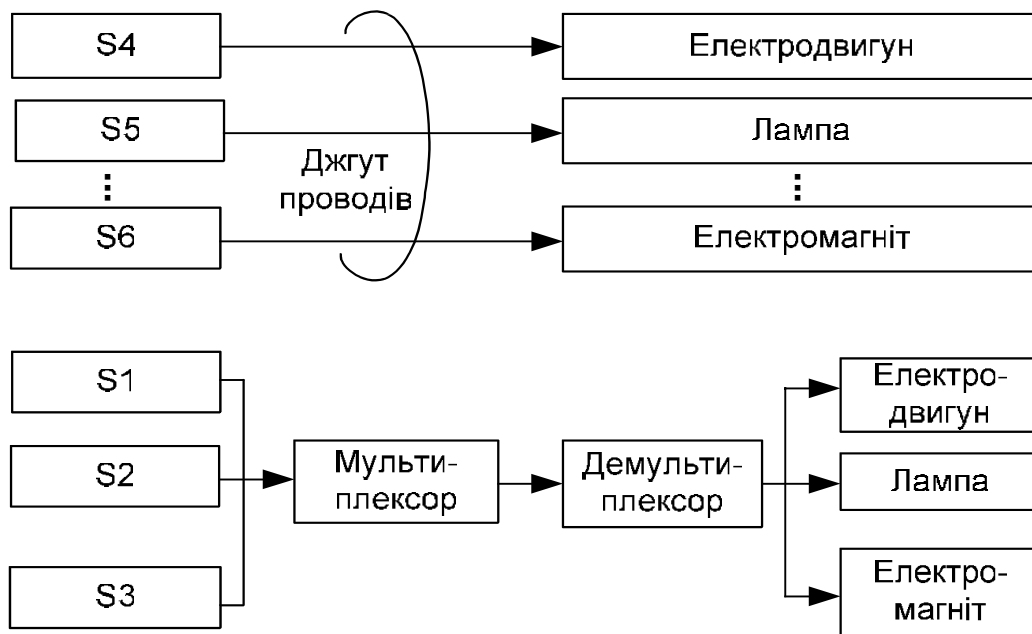 S4
Електродвигун
S5
Лампа
Джгут
проводів
S6
Електромагніт
S1
Електро-
двигун
S2
Мульти-
плексор
Демульти-
плексор
Лампа
S3
Електро-
магніт